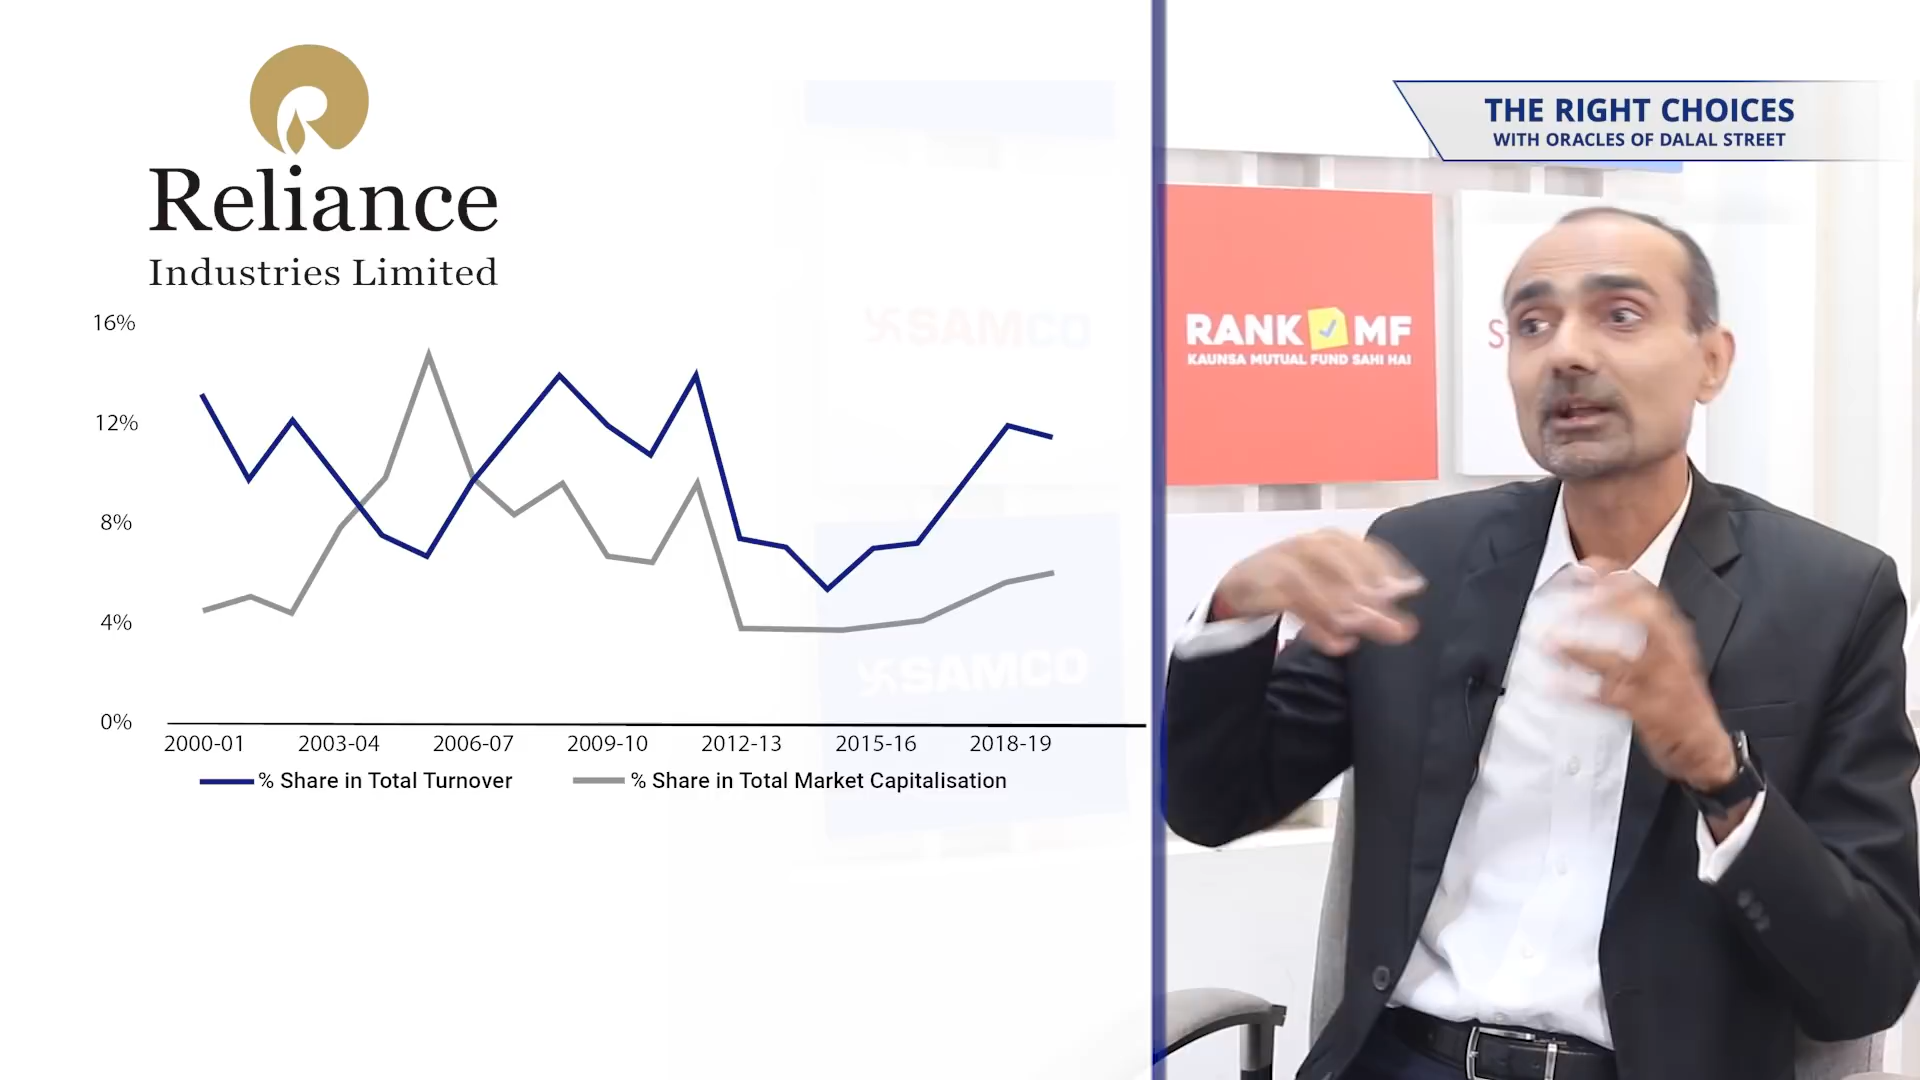 Reliance
Industries Limited
16%
12%
8%
4%
0%
2000-01 2003-04 2006-07 2009-10 2012-13 2015-16 2018-19
% Share in Total Turnover % Share in Total Market Capitalisation
SAMCO
SAMCO
THE RIGHT CHOICES
WITH ORACLES OF DALAL STREET
RANK MF
KAUNSA MUTUAL FUND SAHI HAI